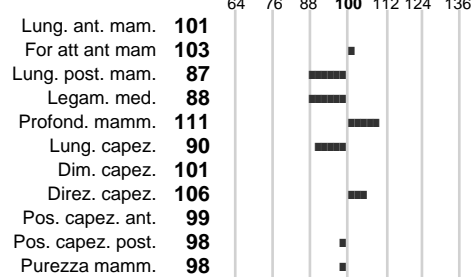 64 76 88 100 112 124 136
Lung. ant. mam. 101
For att ant mam 103
Lung. post. mam. 87
Legam. med. 88
Profond. mamm. 111
Lung. capez. 90
Dim. capez. 101
Direz. capez. 106
Pos. capez. ant. 99
Pos. capez. post. 98
Purezza mamm. 98